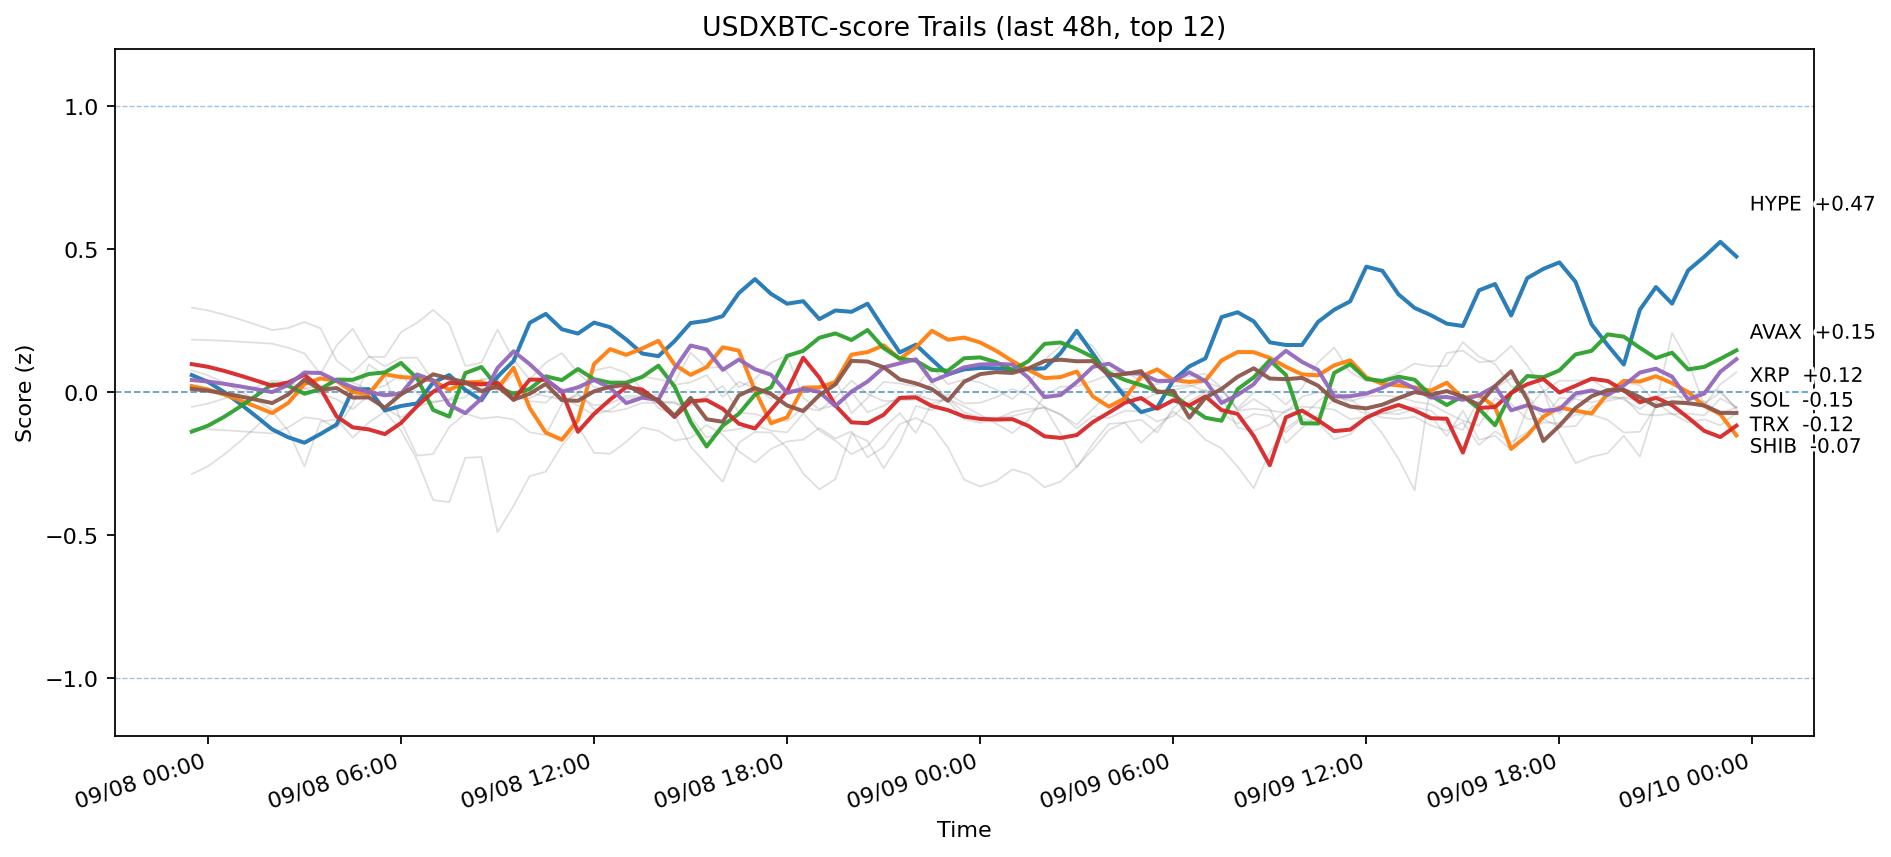 USDXBTC-score Trails (last 48h, top 12)
Score (z)
1.0
0.5
0.0
−0.5
−1.0
HYPE +0.47
AVAX +0.15
XRP +0.12
SOL -0.15
TRX -0.12
SHIB -0.07
09/08 00:00
09/08 06:00
09/08 12:00
09/08 18:00
09/09 00:00
09/09 06:00
09/09 12:00
09/09 18:00
09/10 00:00
Time